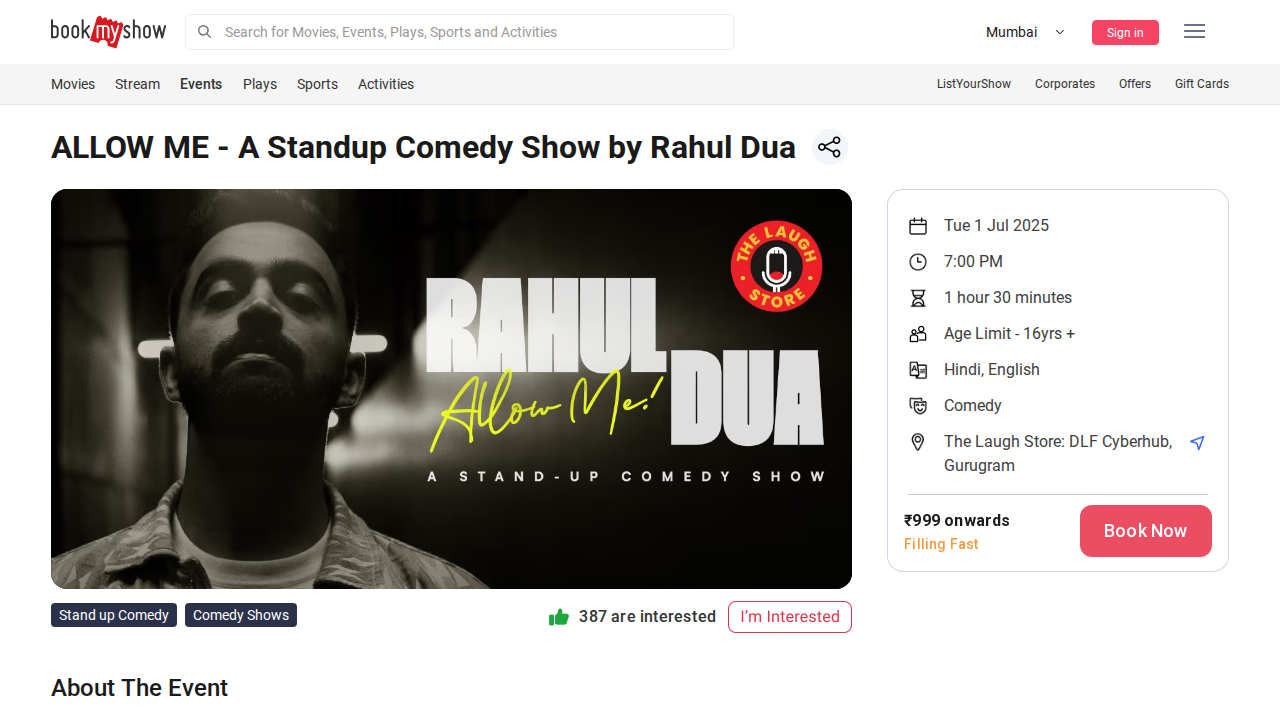 book my show
Search for Movies, Events, Plays, Sports and Activities
Mumbai
Sign in
Movies
Stream
Events
Plays
Sports
Activities
ListYourShow
Corporates
Offers
Gift Cards
ALLOW ME - A Standup Comedy Show by Rahul Dua
THE LAUGH
STORE
RAHUL
DUA
Allow Me!
A STAND-UP COMEDY SHOW
Tue 1 Jul 2025
7:00 PM
1 hour 30 minutes
Age Limit - 16yrs +
Hindi, English
Comedy
The Laugh Store: DLF Cyberhub,
Gurugram
₹999 onwards
Filling Fast
Book Now
Stand up Comedy
Comedy Shows
387 are interested
I'm Interested
About The Event